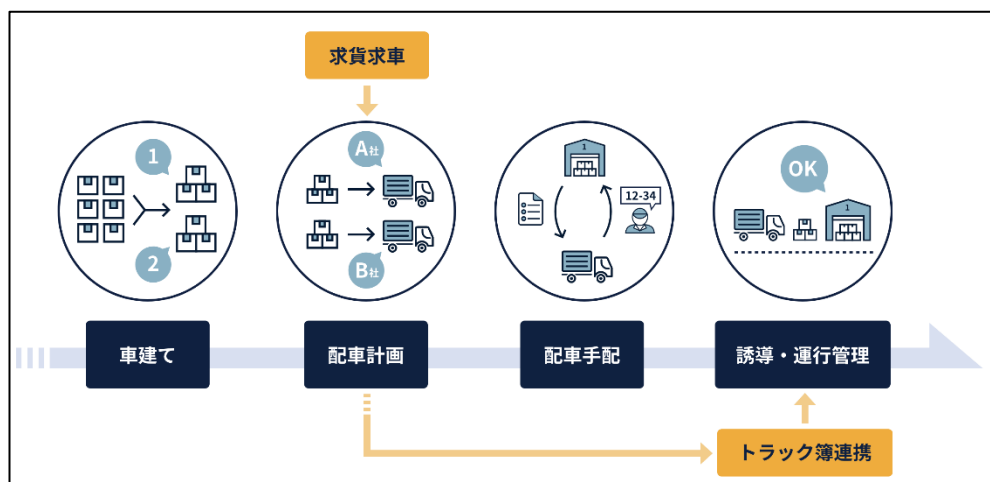 求貨求車
1
2
A社
B社
1
12-34
OK
1
車建て
配車計画
配車手配
誘導・運行管理
トラック簿連携